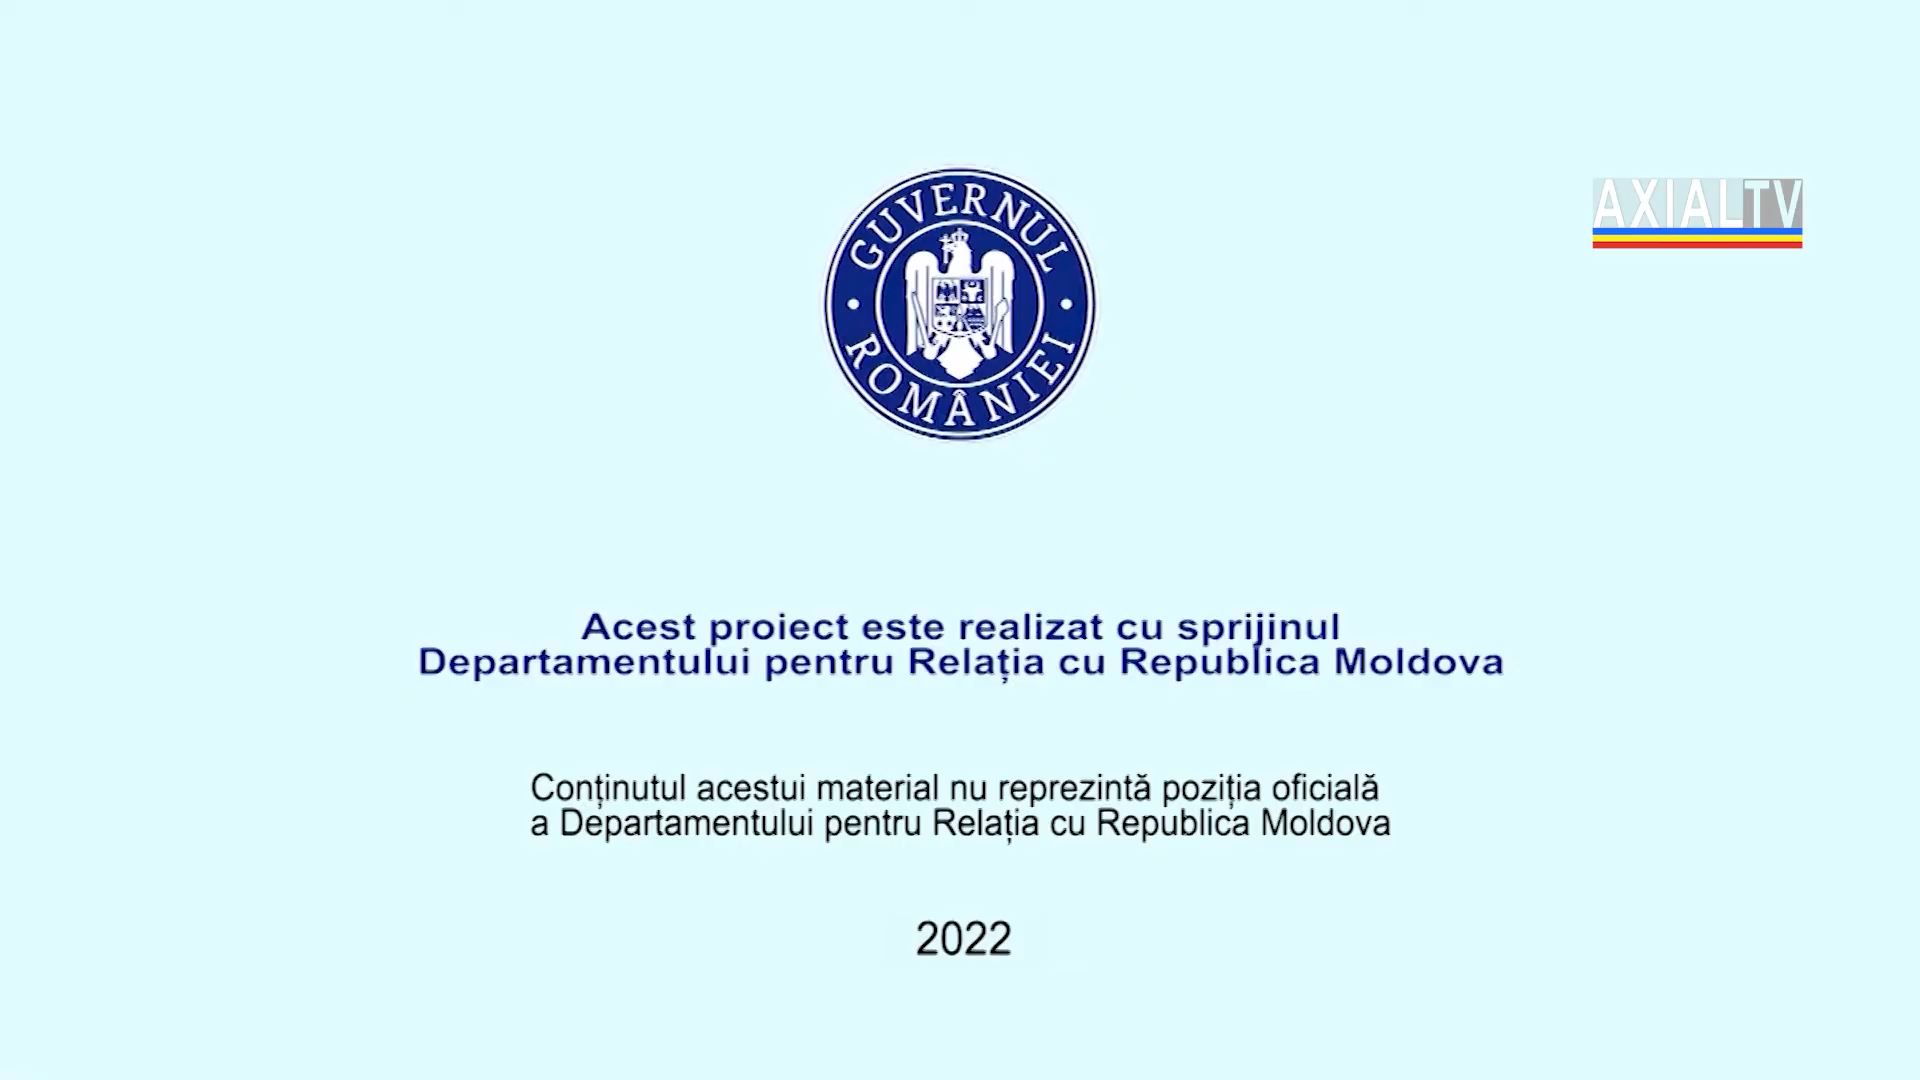 GUVERNUL
ROMÂNIEI
AXIALTV
Acest proiect este realizat cu sprijinul
Departamentului pentru Relația cu Republica Moldova
Conținutul acestui material nu reprezintă poziția oficială
a Departamentului pentru Relația cu Republica Moldova
2022